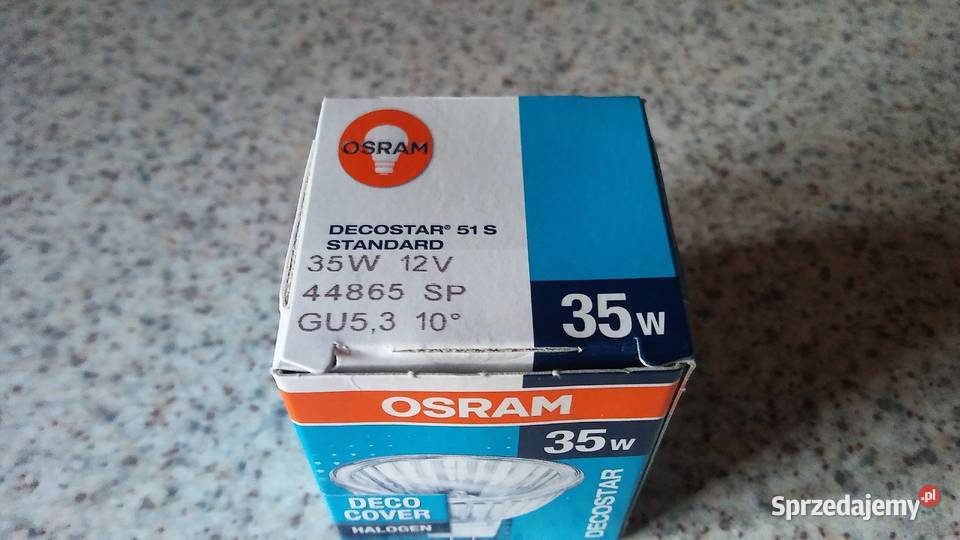 OSRAM
DECOSTAR® 51 S
STANDARD
35W 12V
44865 SP
GU5,3 10°
35W
OSRAM
35W
DECO
COVER
HALOGEN
DECOSTAR
Sprzedajemy.pl